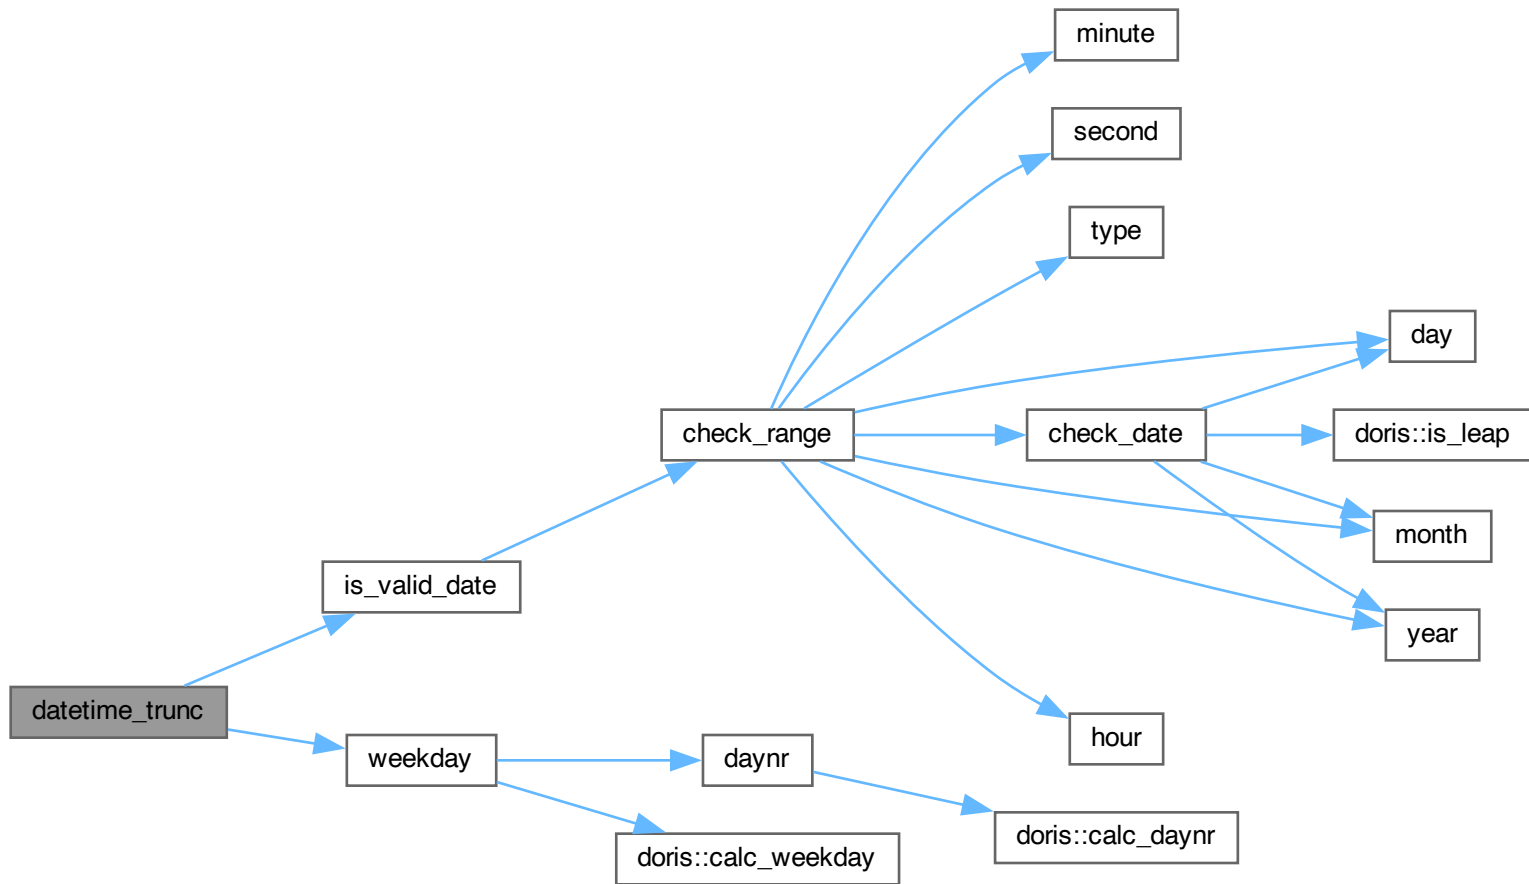 minute
second
type
day
check_range
check_date
doris::is_leap
month
is_valid_date
year
datetime_trunc
hour
weekday
daynr
doris::calc_daynr
doris::calc_weekday